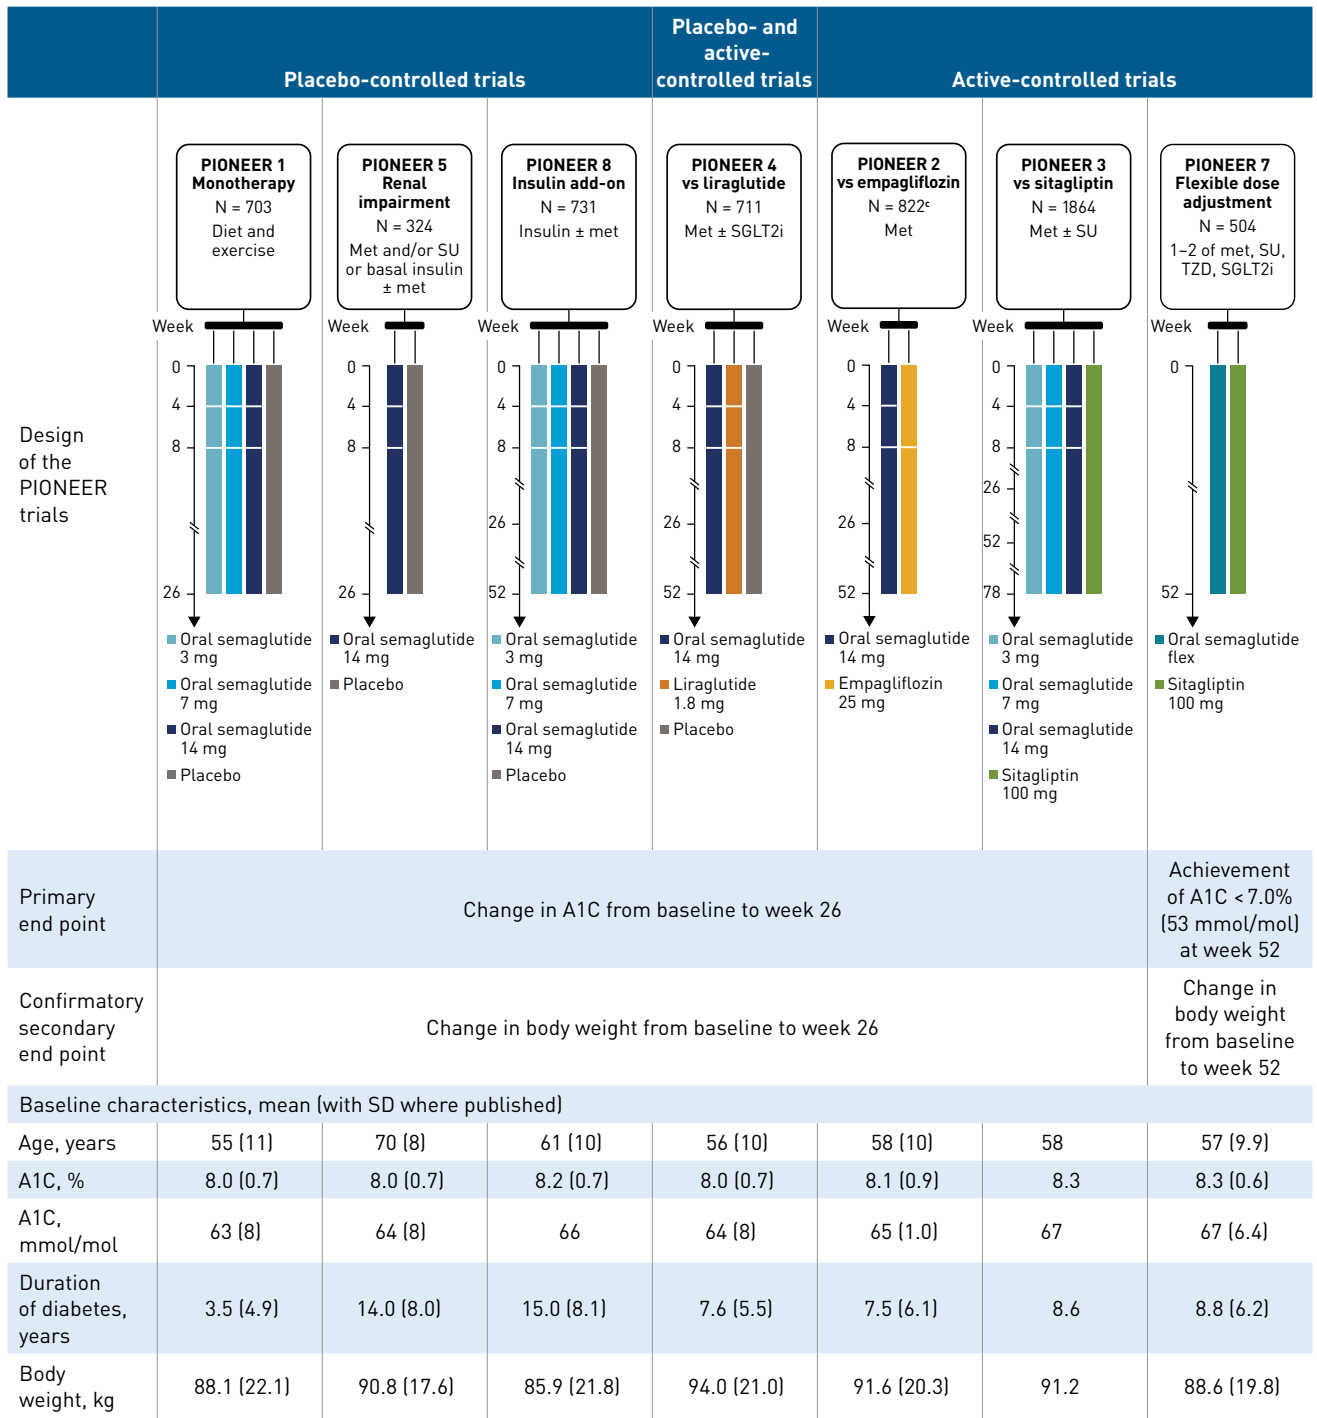 Placebo-controlled trials
Placebo- and
active-
controlled trials
Active-controlled trials
Design
of the
PIONEER
trials
PIONEER 1
Monotherapy
N = 703
Diet and
exercise
Week
0
4
8
26
Oral semaglutide
3 mg
Oral semaglutide
7 mg
Oral semaglutide
14 mg
Placebo
PIONEER 5
Renal
impairment
N = 324
Met and/or SU
or basal insulin
± met
Week
0
4
8
26
Oral semaglutide
14 mg
Placebo
PIONEER 8
Insulin add-on
N = 731
Insulin ± met
Week
0
4
8
26
52
Oral semaglutide
3 mg
Oral semaglutide
7 mg
Oral semaglutide
14 mg
Placebo
PIONEER 4
vs liraglutide
N = 711
Met ± SGLT2i
Week
0
4
8
26
52
Oral semaglutide
14 mg
Liraglutide
1.8 mg
Placebo
PIONEER 2
vs empagliflozin
N = 822ᶜ
Met
Week
0
4
8
26
52
Oral semaglutide
14 mg
Empagliflozin
25 mg
PIONEER 3
vs sitagliptin
N = 1864
Met ± SU
Week
0
4
8
26
52
78
Oral semaglutide
3 mg
Oral semaglutide
7 mg
Oral semaglutide
14 mg
Sitagliptin
100 mg
PIONEER 7
Flexible dose
adjustment
N = 504
1–2 of met, SU,
TZD, SGLT2i
Week
0
52
Oral semaglutide
flex
Sitagliptin
100 mg
Primary
end point
Change in A1C from baseline to week 26
Achievement
of A1C <7.0%
(53 mmol/mol)
at week 52
Confirmatory
secondary
end point
Change in body weight from baseline to week 26
Change in
body weight
from baseline
to week 52
Baseline characteristics, mean (with SD where published)
Age, years 55 (11) 70 (8) 61 (10) 56 (10) 58 (10) 58 57 (9.9)
A1C, % 8.0 (0.7) 8.0 (0.7) 8.2 (0.7) 8.0 (0.7) 8.1 (0.9) 8.3 8.3 (0.6)
A1C,
mmol/mol 63 (8) 64 (8) 66 64 (8) 65 (1.0) 67 67 (6.4)
Duration
of diabetes, 3.5 (4.9) 14.0 (8.0) 15.0 (8.1) 7.6 (5.5) 7.5 (6.1) 8.6 8.8 (6.2)
years
Body
weight, kg 88.1 (22.1) 90.8 (17.6) 85.9 (21.8) 94.0 (21.0) 91.6 (20.3) 91.2 88.6 (19.8)